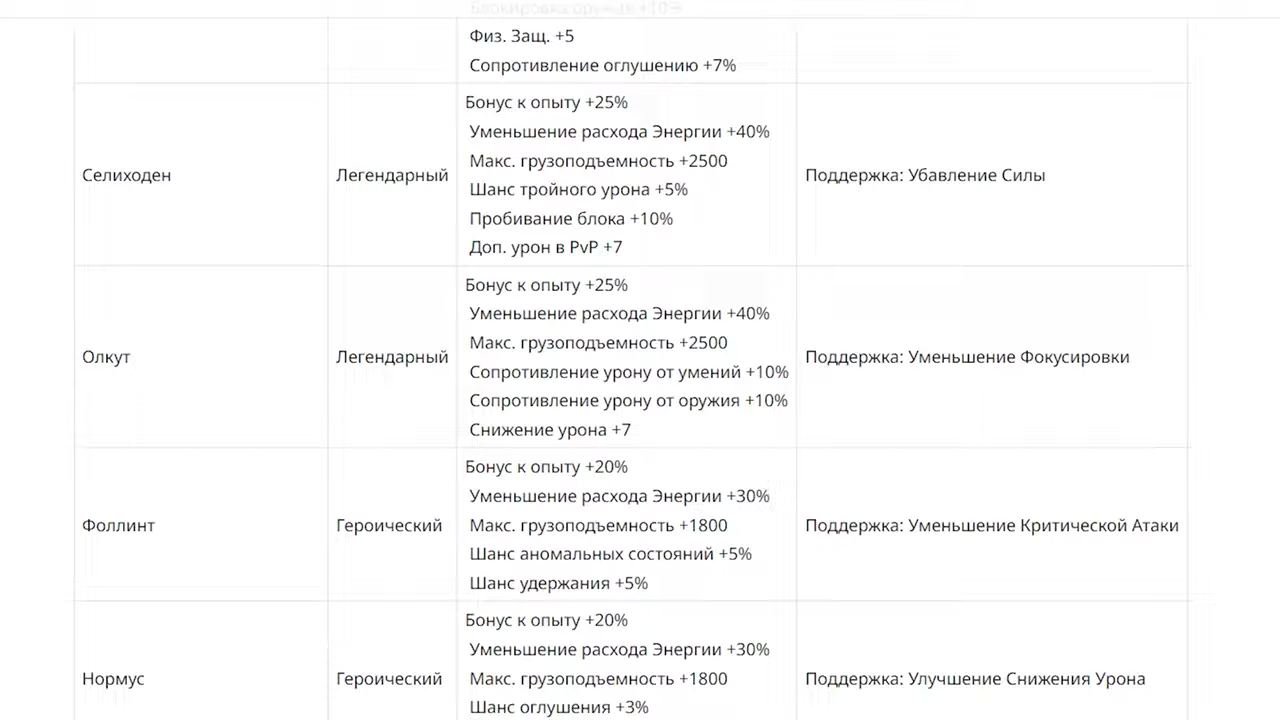 Физ. Защ. +5
Сопротивление оглушению +7%
Селиходен
Легендарный
Бонус к опыту +25%
Уменьшение расхода Энергии +40%
Макс. грузоподъемность +2500
Шанс тройного урона +5%
Пробивание блока +10%
Доп. урон в PvP +7
Поддержка: Убавление Силы
Олкут
Легендарный
Бонус к опыту +25%
Уменьшение расхода Энергии +40%
Макс. грузоподъемность +2500
Сопротивление урону от умений +10%
Сопротивление урону от оружия +10%
Снижение урона +7
Поддержка: Уменьшение Фокусировки
Фоллинт
Героический
Бонус к опыту +20%
Уменьшение расхода Энергии +30%
Макс. грузоподъемность +1800
Шанс аномальных состояний +5%
Шанс удержания +5%
Поддержка: Уменьшение Критической Атаки
Нормус
Героический
Бонус к опыту +20%
Уменьшение расхода Энергии +30%
Макс. грузоподъемность +1800
Шанс оглушения +3%
Поддержка: Улучшение Снижения Урона